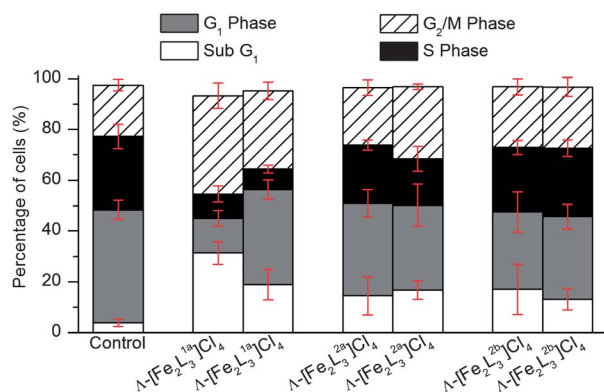 G₁ Phase
G₂/M Phase
Sub G₁
S Phase
Percentage of cells (%)
100
80
60
40
20
0
Control
Λ-[Fe₂L₃¹ᵃ]Cl₄
Λ-[Fe₂L₃¹ᵃ]Cl₄
Λ-[Fe₂L₃²ᵃ]Cl₄
Λ-[Fe₂L₃²ᵃ]Cl₄
Λ-[Fe₂L₃²ᵇ]Cl₄
Λ-[Fe₂L₃²ᵇ]Cl₄